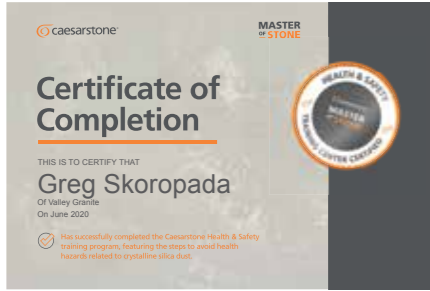 caesarstone
MASTER
OF STONE
Certificate of
Completion
HEALTH & SAFETY
MASTER
OF STONE
TRAINING CENTER CERTIFIED
THIS IS TO CERTIFY THAT
Greg Skoropada
Of Valley Granite
On June 2020
Has successfully completed the Caesarstone Health & Safety
training program, featuring the steps to avoid health
hazards related to crystalline silica dust.